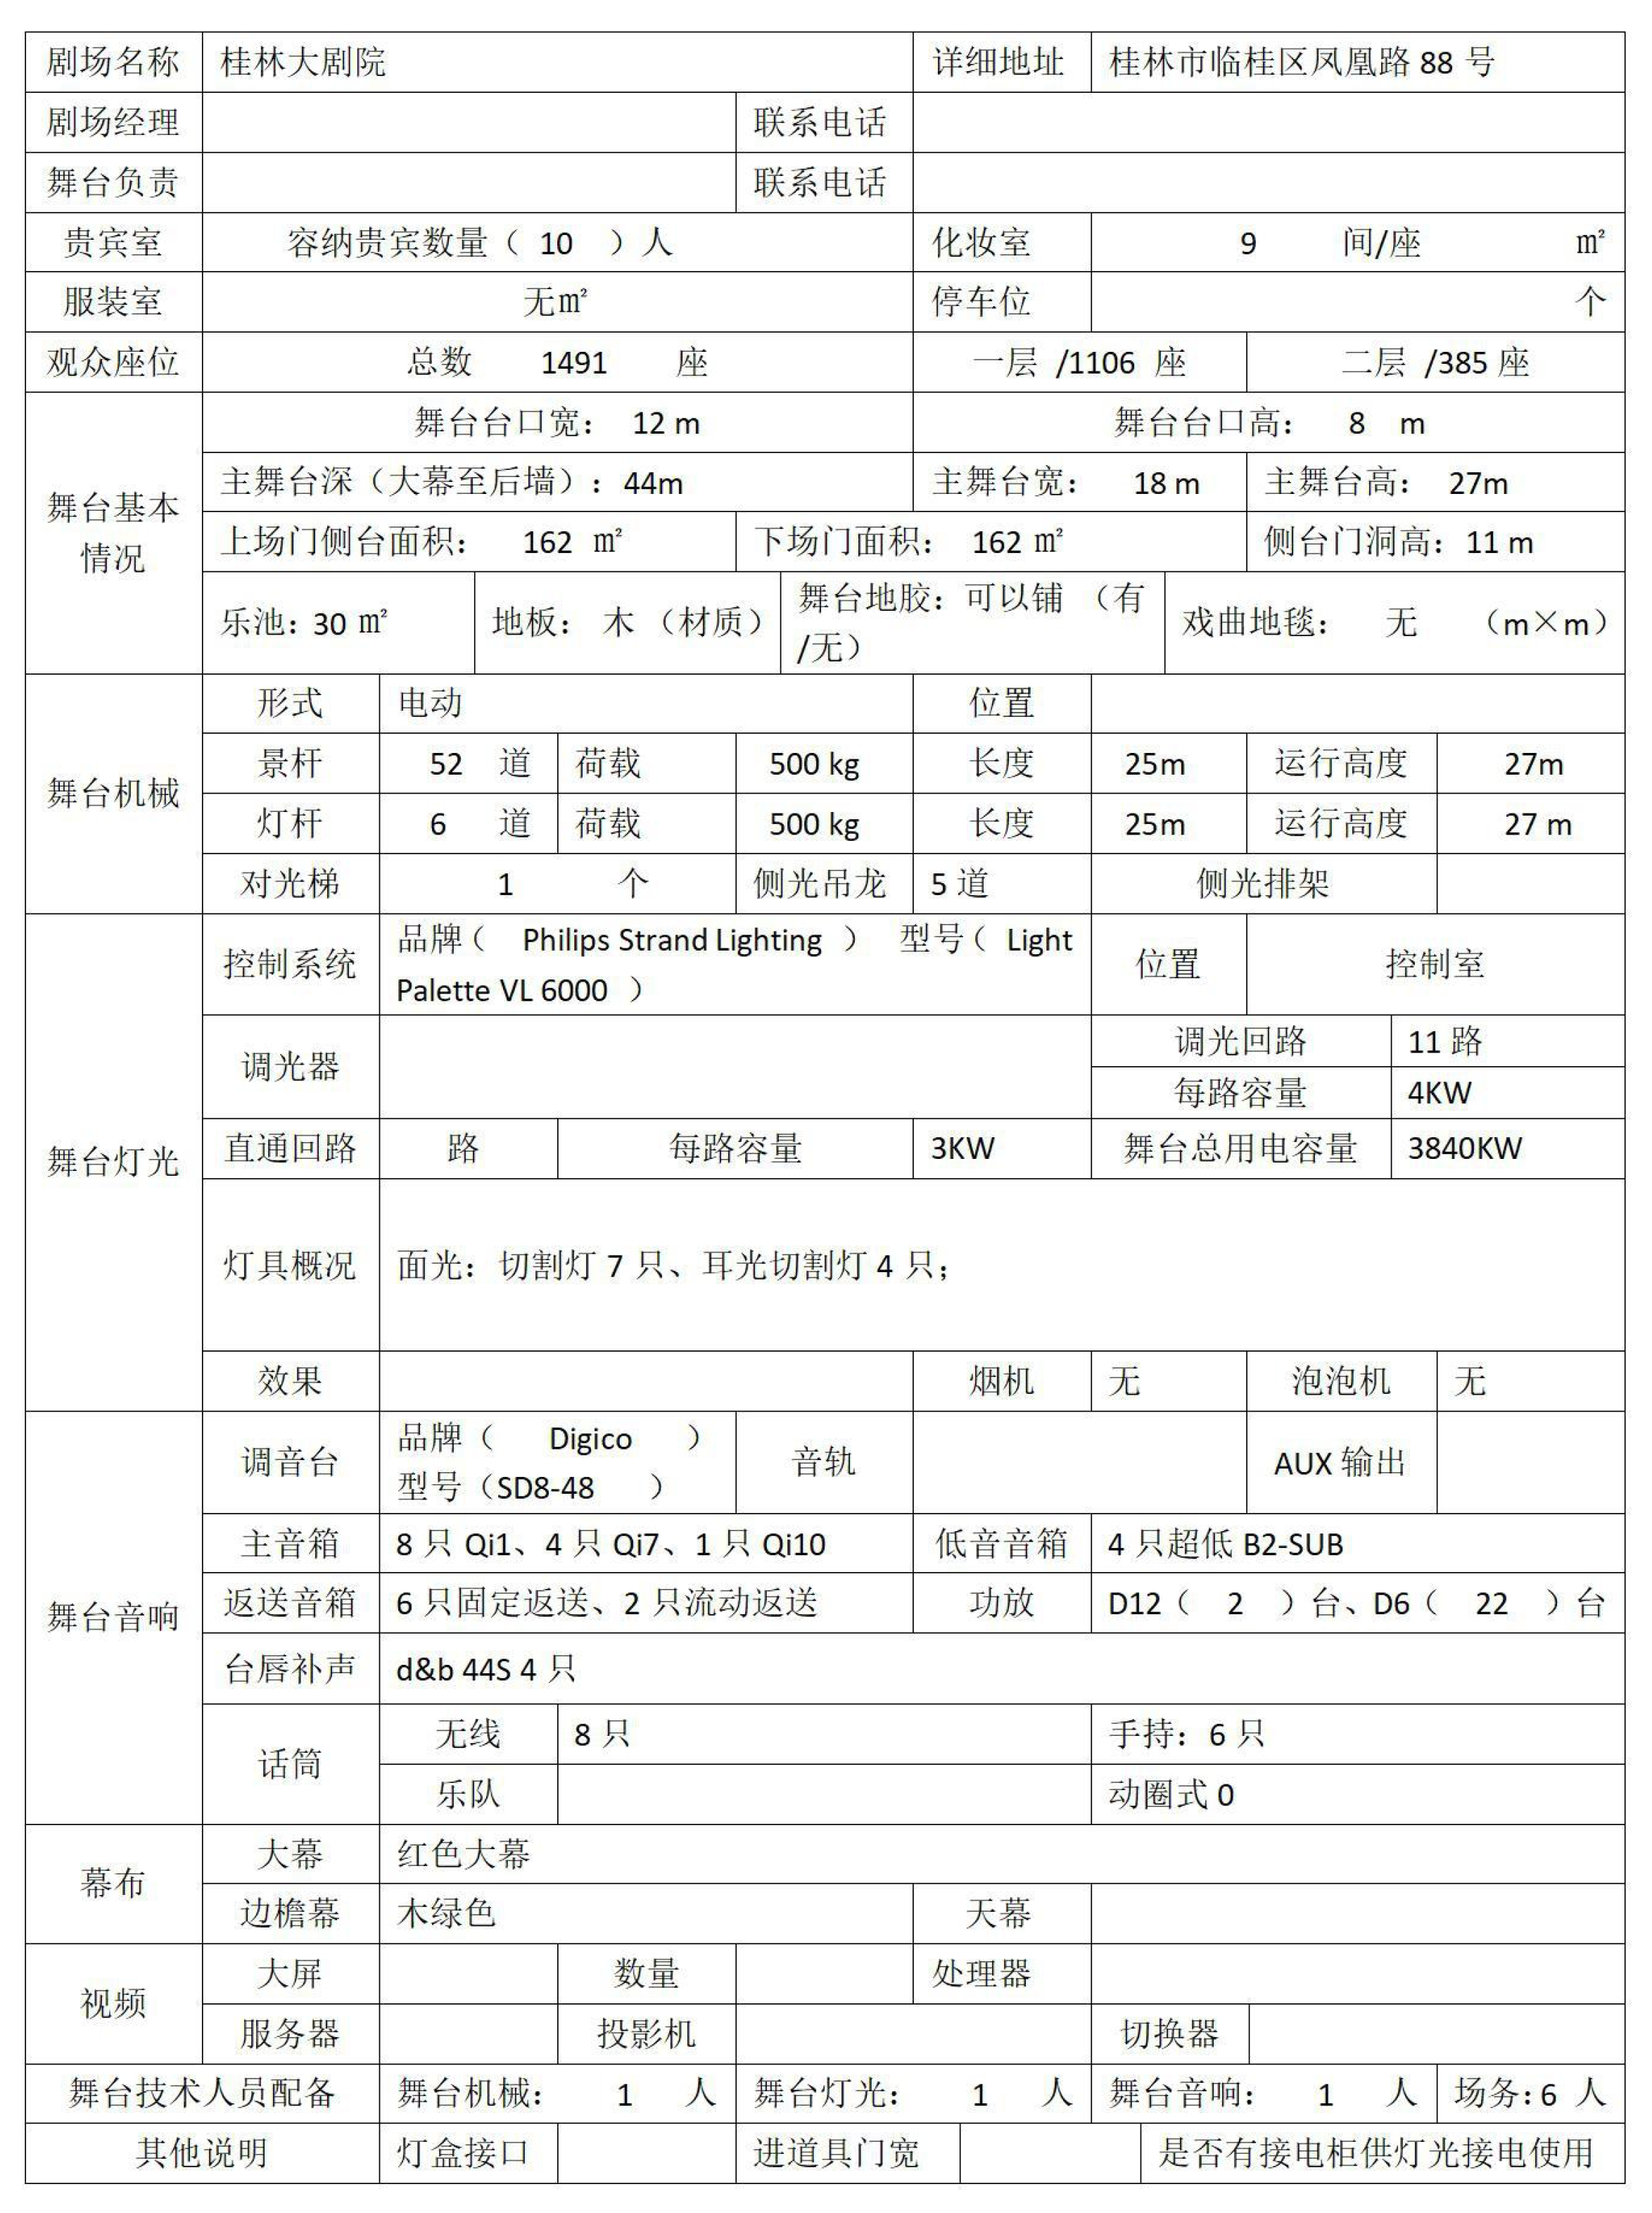 剧场名称 桂林大剧院 详细地址 桂林市临桂区凤凰路 88 号
剧场经理 联系电话
舞台负责 联系电话
贵宾室 容纳贵宾数量（ 10 ）人 化妆室 9 间/座 ㎡
服装室 无㎡ 停车位 个
观众座位 总数 1491 座 一层 /1106 座 二层 /385 座
舞台基本情况 舞台台口宽： 12 m 舞台台口高： 8 m
主舞台深（大幕至后墙）: 44m 主舞台宽： 18 m 主舞台高： 27m
上场门侧台面积： 162 ㎡ 下场门面积： 162 ㎡ 侧台门洞高: 11 m
乐池: 30 ㎡ 地板： 木 （材质） 舞台地胶: 可以铺 （有
/无） 戏曲地毯： 无 （m×m）
舞台机械 形式 电动 位置
景杆 52 道 荷载 500 kg 长度 25m 运行高度 27m
灯杆 6 道 荷载 500 kg 长度 25m 运行高度 27 m
对光梯 1 个 侧光吊龙 5 道 侧光排架
舞台灯光 控制系统 品牌（ Philips Strand Lighting ） 型号（ Light
Palette VL 6000 ） 位置 控制室
调光器 调光回路 11 路
每路容量 4KW
直通回路 路 每路容量 3KW 舞台总用电容量 3840KW
灯具概况 面光：切割灯 7 只、耳光切割灯 4 只；
效果 烟机 无 泡泡机 无
舞台音响 调音台 品牌（ Digico ）
型号（SD8-48 ） 音轨 AUX 输出
主音箱 8 只 Qi1、4 只 Qi7、1 只 Qi10 低音音箱 4 只超低 B2-SUB
返送音箱 6 只固定返送、2 只流动返送 功放 D12（ 2 ）台、D6（ 22 ）台
台唇补声 d&b 44S 4 只
话筒 无线 8 只 手持：6 只
乐队 动圈式 0
幕布 大幕 红色大幕
边檐幕 木绿色 天幕
视频 大屏 数量 处理器
服务器 投影机 切换器
舞台技术人员配备 舞台机械： 1 人 舞台灯光： 1 人 舞台音响： 1 人 场务: 6 人
其他说明 灯盒接口 进道具门宽 是否有接电柜供灯光接电使用